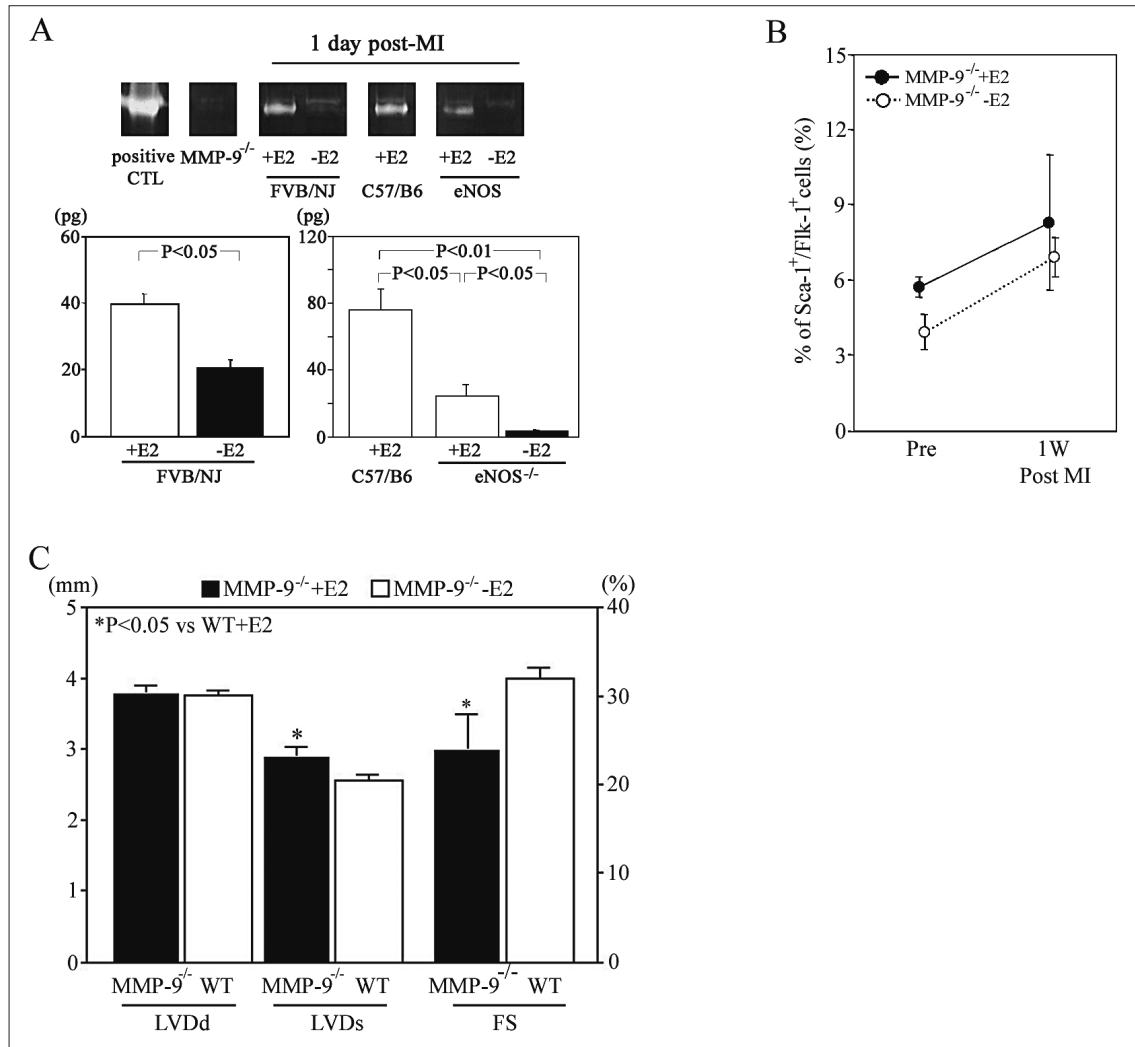 A
1 day post-MI
positive CTL
MMP-9-/-
+E2 -E2 +E2 +E2 -E2
FVB/NJ C57/B6 eNOS
(pg)
60
40
20
0
P<0.05
+E2 -E2
FVB/NJ
(pg)
120
80
40
0
P<0.01
P<0.05 P<0.05
+E2 +E2 -E2
C57/B6 eNOS-/-
B
% of Sca-1+/Flk-1+cells (%)
15
12
9
6
3
0
MMP-9-/-+E2
MMP-9-/- -E2
Pre 1W
Post MI
C
(mm) MMP-9-/-+E2 MMP-9-/- -E2 (%)
*P<0.05 vs WT+E2
5
4
3
2
1
0
*
*
40
30
20
10
0
MMP-9-/- WT MMP-9-/- WT MMP-9-/- WT
LVDd LVDs FS